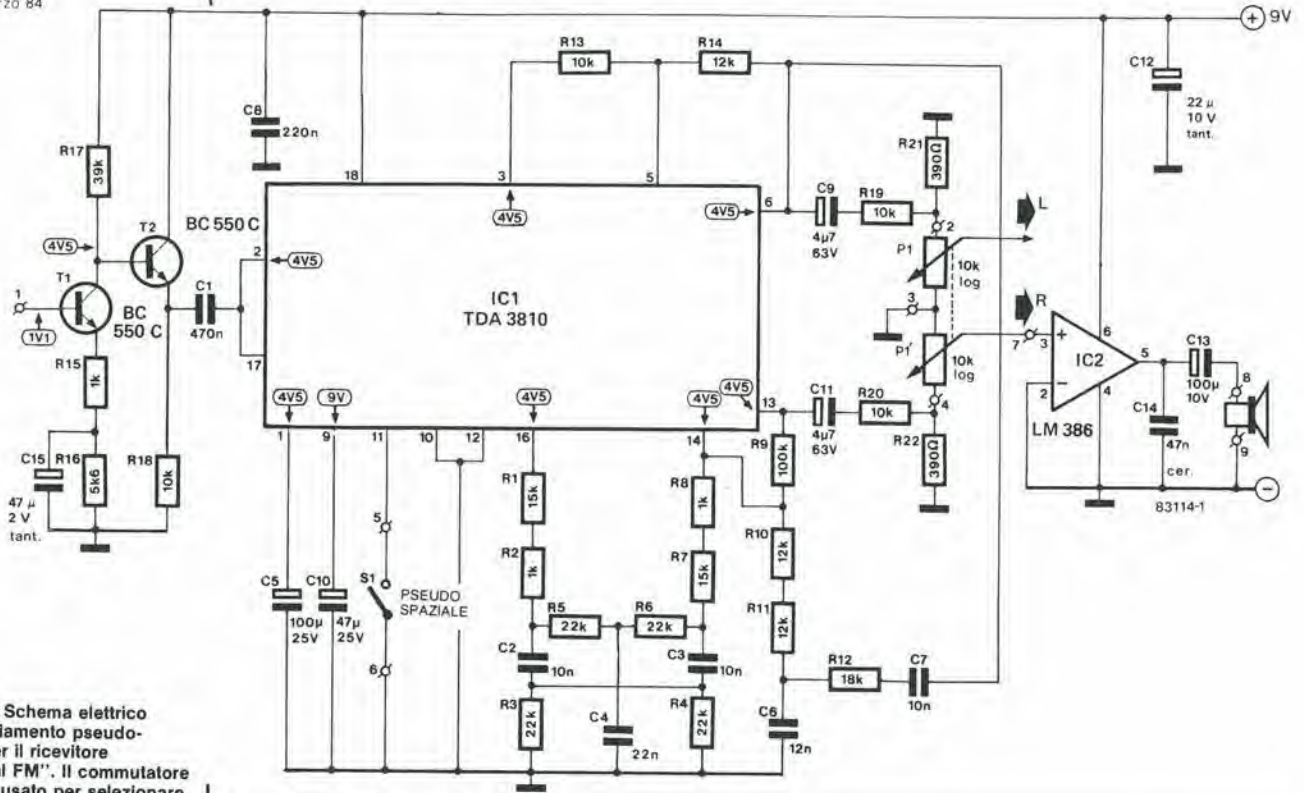 zo 84
9V
R13
10k
R14
12k
C12
22 µ
10 V
tant.
C8
220n
R17
39k
R21
390Ω
18
3
5
4V5
4V5
6
C9
4µ7
63V
R19
10k
2
L
4V5
T2
BC 550 C
2
4V5
P1
10k
log
T1
1
1V1
BC
550 C
C1
470n
IC1
TDA 3810
3
R
17
P1'
10k
log
7
3
6
IC2
5
C13
100µ
10V
8
R15
1k
4V5
13
C11
4µ7
63V
R20
10k
4
2
LM 386
4
C14
47n
cer.
9
4V5
9V
4V5
4V5
1
9
11
10
12
16
14
R9
100k
R22
390Ω
83114-1
C15
47 µ
2 V
tant.
R16
5k6
R18
10k
R1
15k
R8
1k
5
R10
12k
R2
1k
R7
15k
C5
100µ
25V
C10
47µ
25V
S1
PSEUDO
SPAZIALE
R5
22k
R6
22k
R11
12k
6
C2
10n
C3
10n
R12
18k
C7
10n
R3
22k
C4
22n
R4
22k
C6
12n
Schema elettrico
lamento pseudo-
er il ricevitore
l FM". Il commutatore
usato per selezionare